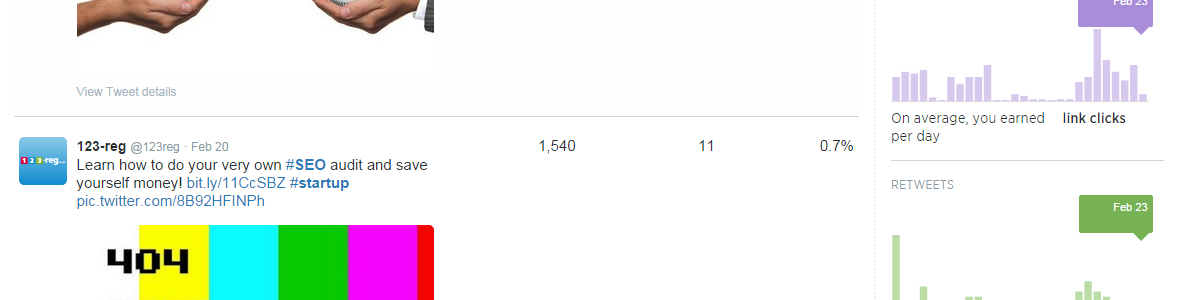 Feb 23
View Tweet details
On average, you earned link clicks
per day
123-reg @123reg · Feb 20
1,540 11 0.7%
Learn how to do your very own #SEO audit and save
yourself money! bit.ly/11CcSBZ #startup
pic.twitter.com/8B92HFINPh
123-reg...
404
RETWEETS
Feb 23